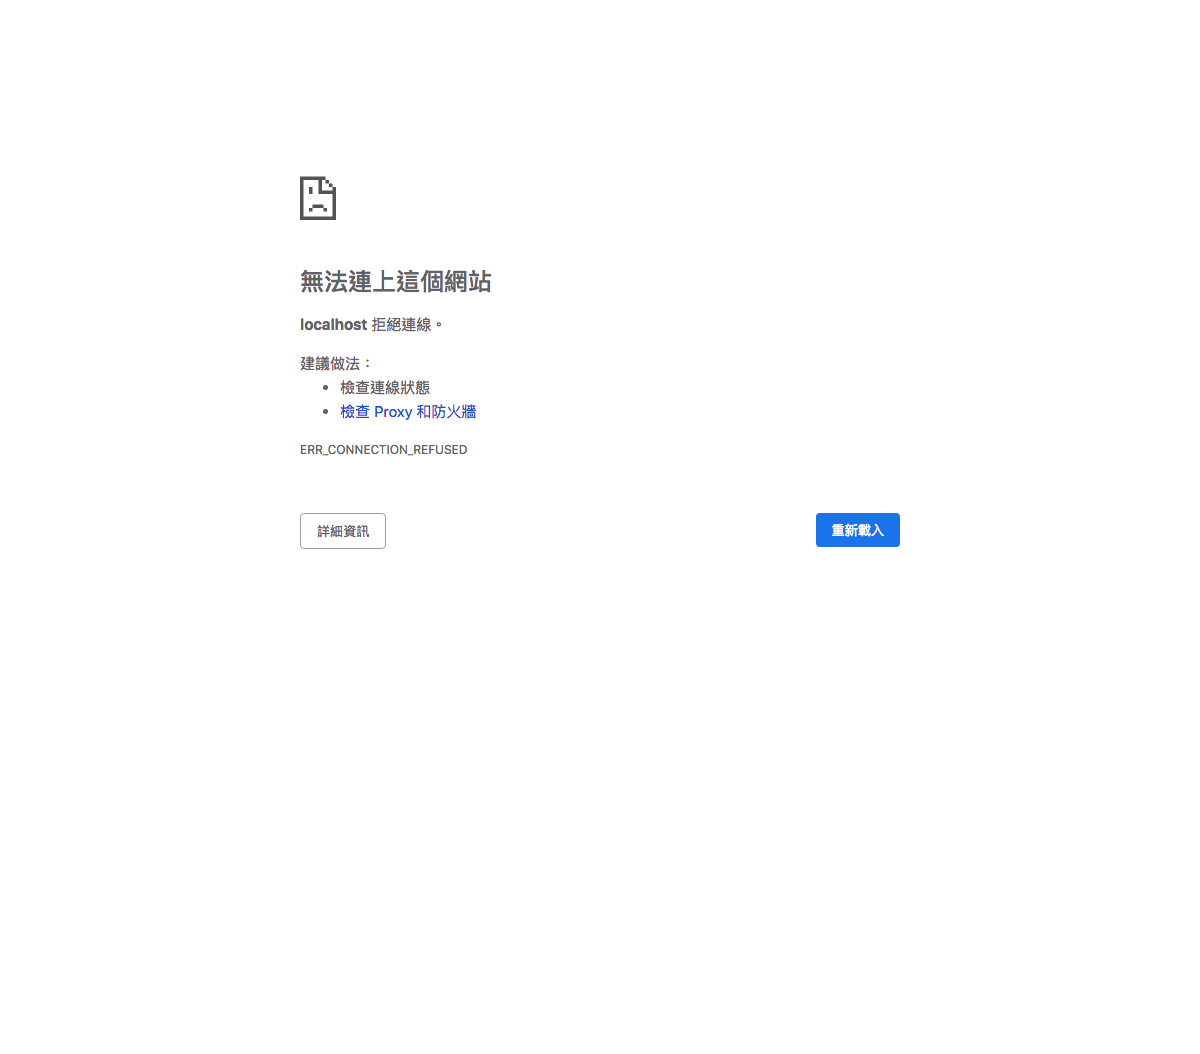 無法連上這個網站
localhost 拒絕連線。
建議做法：
檢查連線狀態
檢查 Proxy 和防火牆
ERR_CONNECTION_REFUSED
詳細資訊
重新載入